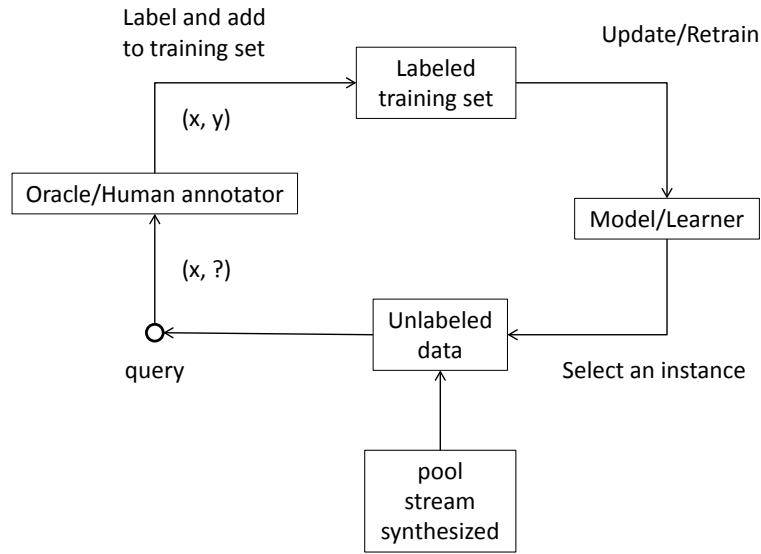 Label and add
to training set
Update/Retrain
Labeled
training set
(x, y)
Oracle/Human annotator
Model/Learner
(x, ?)
Unlabeled
data
query
Select an instance
pool
stream
synthesized